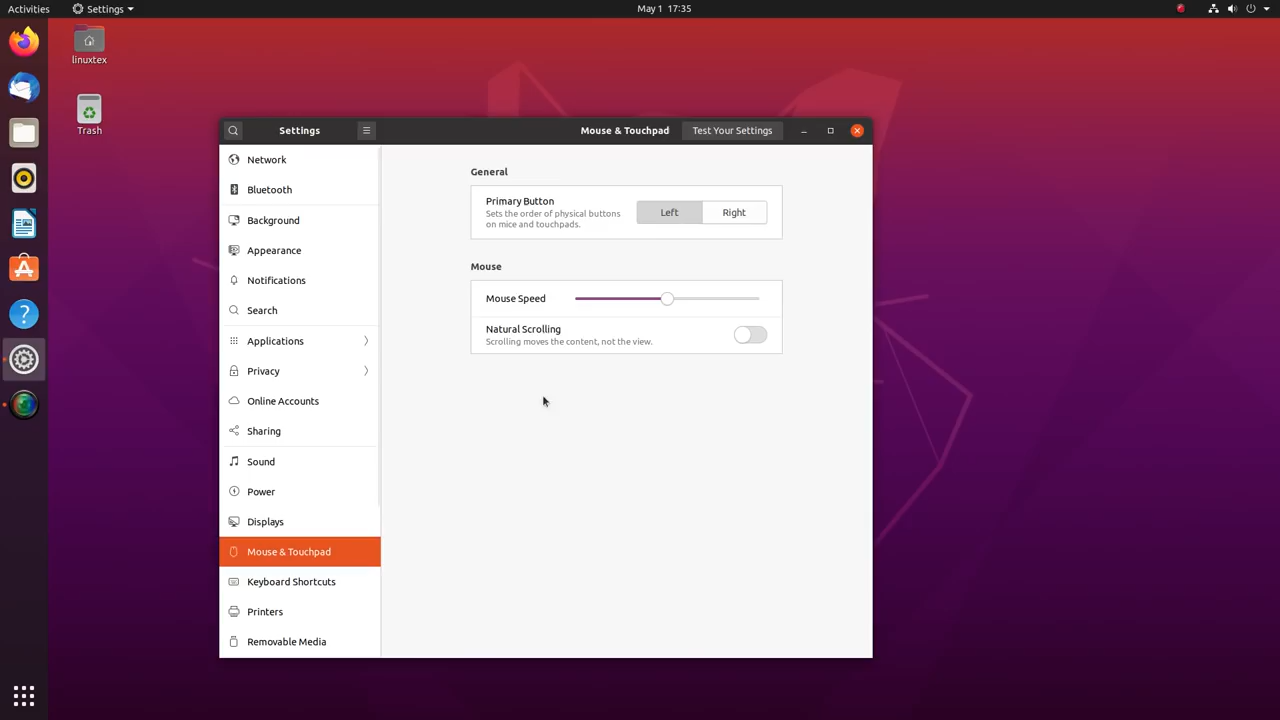 Activities
Settings
May 1 17:35
linuxtex
Trash
Settings
Mouse & Touchpad
Test Your Settings
Network
Bluetooth
Background
Appearance
Notifications
Search
Applications
Privacy
Online Accounts
Sharing
Sound
Power
Displays
Mouse & Touchpad
Keyboard Shortcuts
Printers
Removable Media
General
Primary Button
Sets the order of physical buttons
on mice and touchpads.
Left
Right
Mouse
Mouse Speed
Natural Scrolling
Scrolling moves the content, not the view.